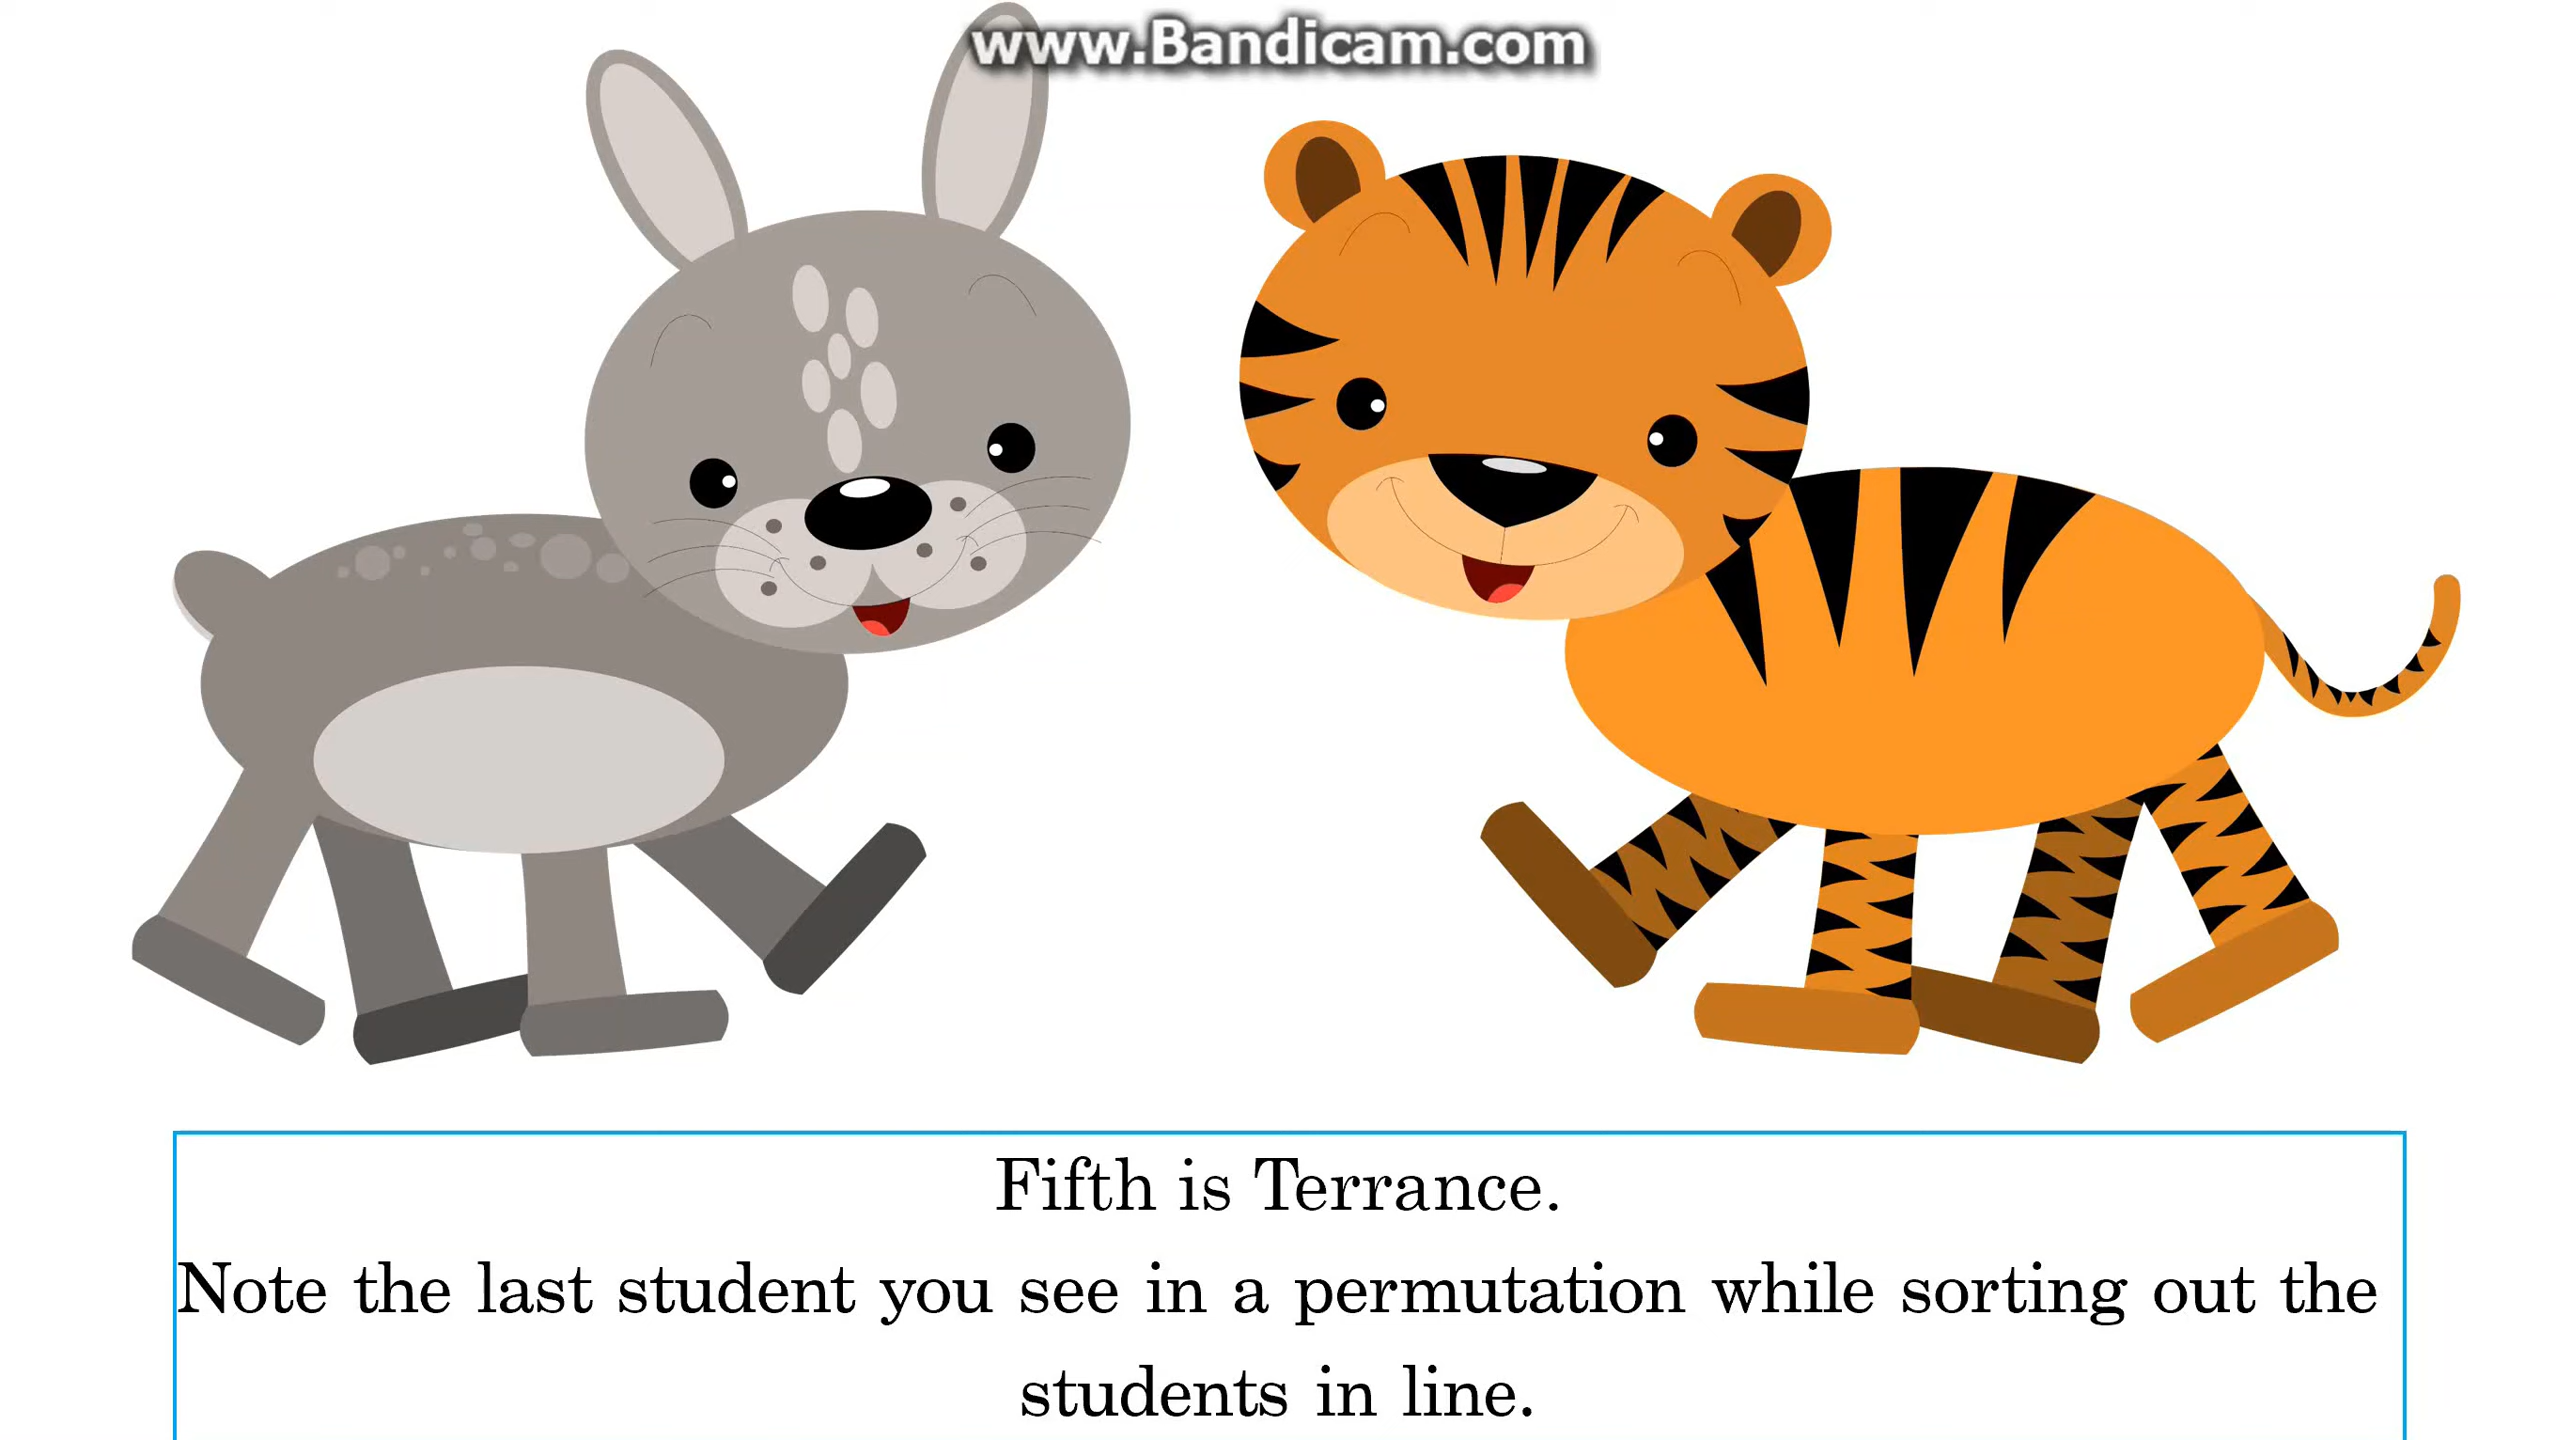 www.Bandicam.com
Fifth is Terrance.
Note the last student you see in a permutation while sorting out the
students in line.